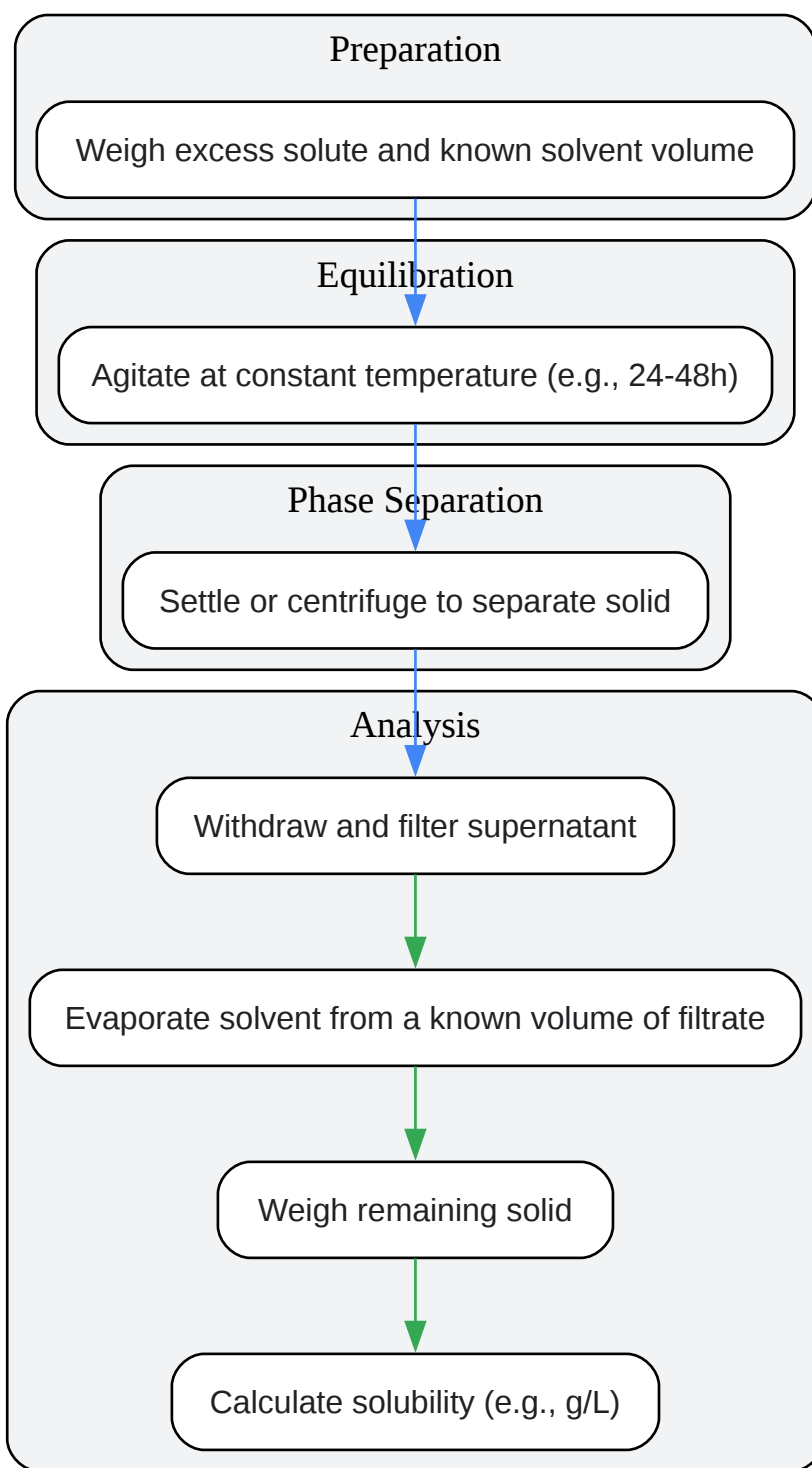 Preparation
Weigh excess solute and known solvent volume
Equilibration
Agitate at constant temperature (e.g., 24-48h)
Phase Separation
Settle or centrifuge to separate solid
Analysis
Withdraw and filter supernatant
Evaporate solvent from a known volume of filtrate
Weigh remaining solid
Calculate solubility (e.g., g/L)